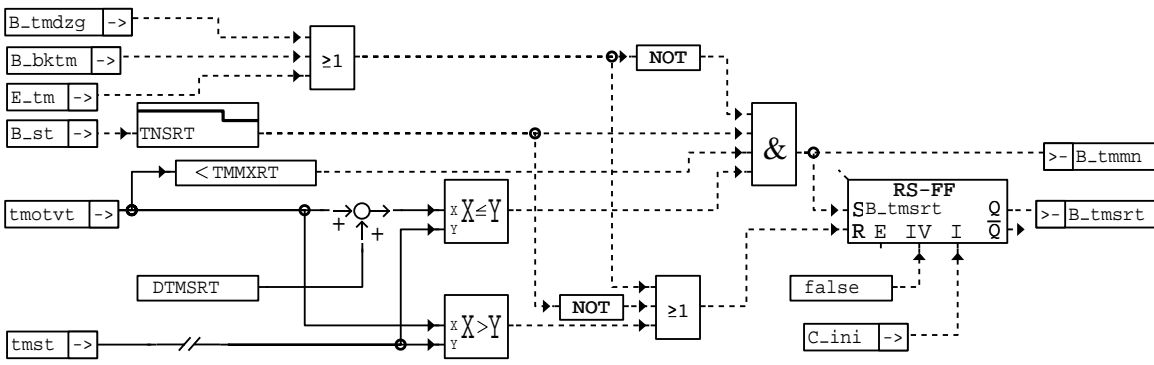 B_tmdzg ->
B_bktm ->
E_tm ->
B_st ->
≥1
NOT
TNSRT
&
< TMMXRT
>- B_tmmn
tmotvt ->
+
+
X X≤Y
Y
RS-FF
S B_tmsrt Q
R E IV I Q̅
>- B_tmsrt
DTMSRT
NOT
≥1
false
X X>Y
Y
tmst ->
C_ini ->